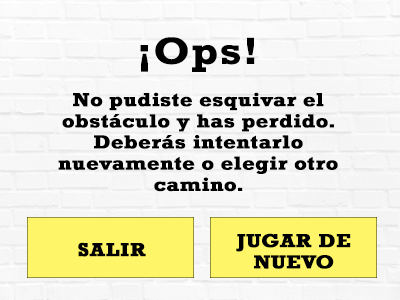 ¡Ops!
No pudiste esquivar el
obstáculo y has perdido.
Deberás intentarlo
nuevamente o elegir otro
camino.
SALIR
JUGAR DE
NUEVO